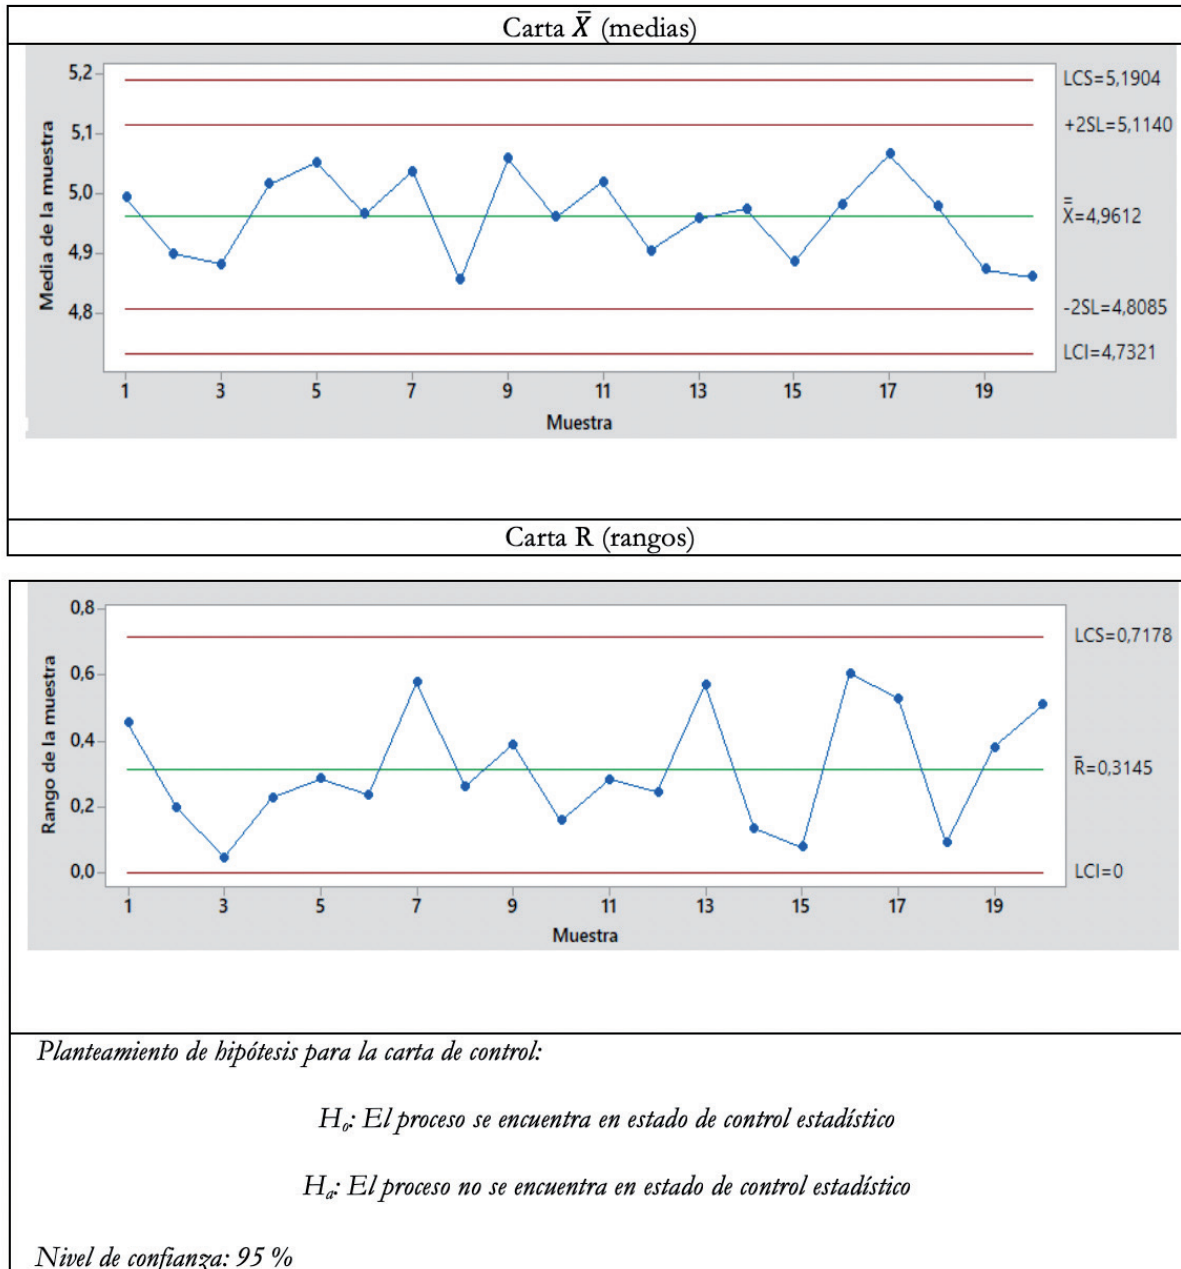 Carta X̿ (medias)
5,2
5,1
5,0
4,9
4,8
Media de la muestra
LCS=5,1904
+2SL=5,1140
X̿=4,9612
-2SL=4,8085
LCI=4,7321
1 3 5 7 9 11 13 15 17 19
Muestra
Carta R (rangos)
0,8
0,6
0,4
0,2
0,0
Rango de la muestra
LCS=0,7178
R̄=0,3145
LCI=0
1 3 5 7 9 11 13 15 17 19
Muestra
Planteamiento de hipótesis para la carta de control:
Hₒ: El proceso se encuentra en estado de control estadístico
Hₐ: El proceso no se encuentra en estado de control estadístico
Nivel de confianza: 95 %